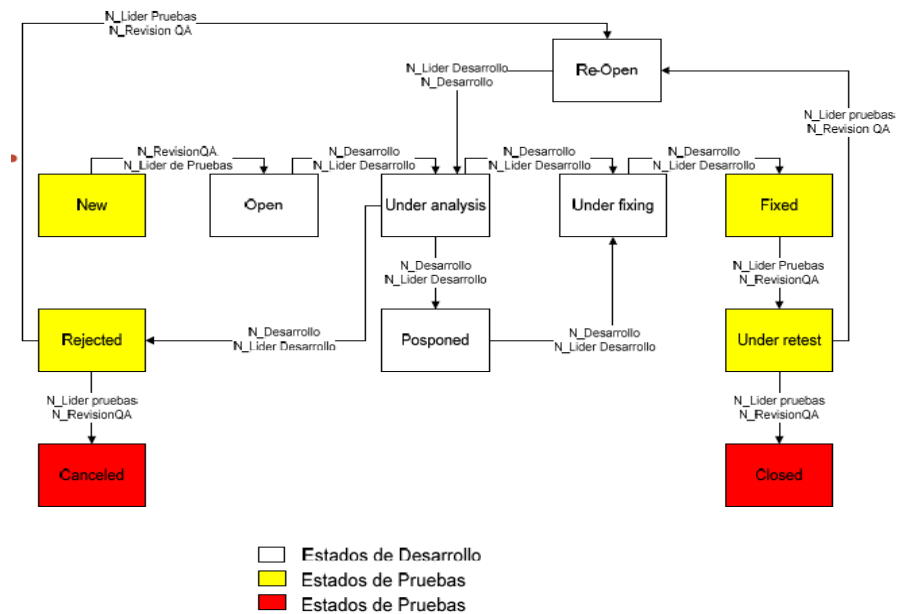 N_Lider Pruebas
N_Revision QA
Re-Open
N_Lider Desarrollo
N_Desarrollo
N_Lider pruebas
N_Revision QA
N_RevisionQA
N_Lider de Pruebas
N_Desarrollo
N_Lider Desarrollo
N_Desarrollo
N_Lider Desarrollo
N_Desarrollo
N_Lider Desarrollo
New
Open
Under analysis
Under fixing
Fixed
N_Desarrollo
N_Lider Desarrollo
N_Lider Pruebas
N_RevisionQA
Rejected
N_Desarrollo
N_Lider Desarrollo
Posponed
N_Desarrollo
N_Lider Desarrollo
Under retest
N_Lider pruebas
N_RevisionQA
N_Lider pruebas
N_RevisionQA
Canceled
Closed
Estados de Desarrollo
Estados de Pruebas
Estados de Pruebas